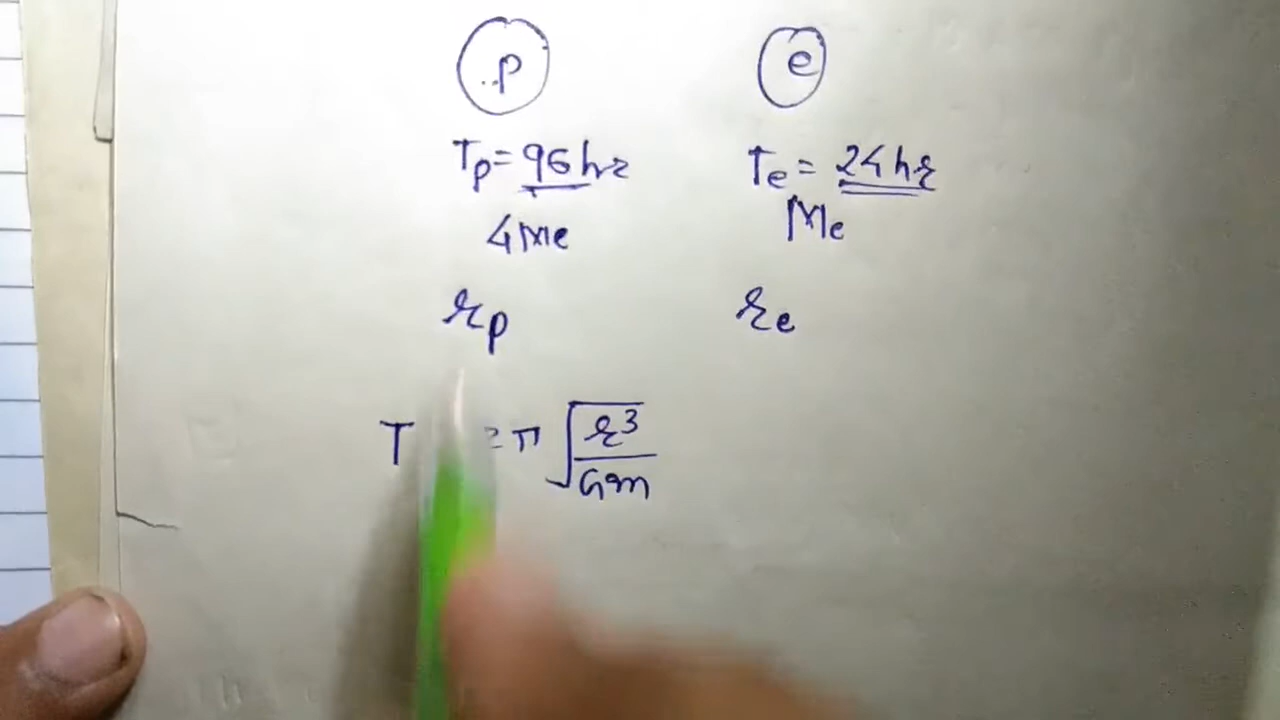 p e
Tp = 96 hr Te = 24 hr
4Me Me
rp re
T = π √(r³/Gm)